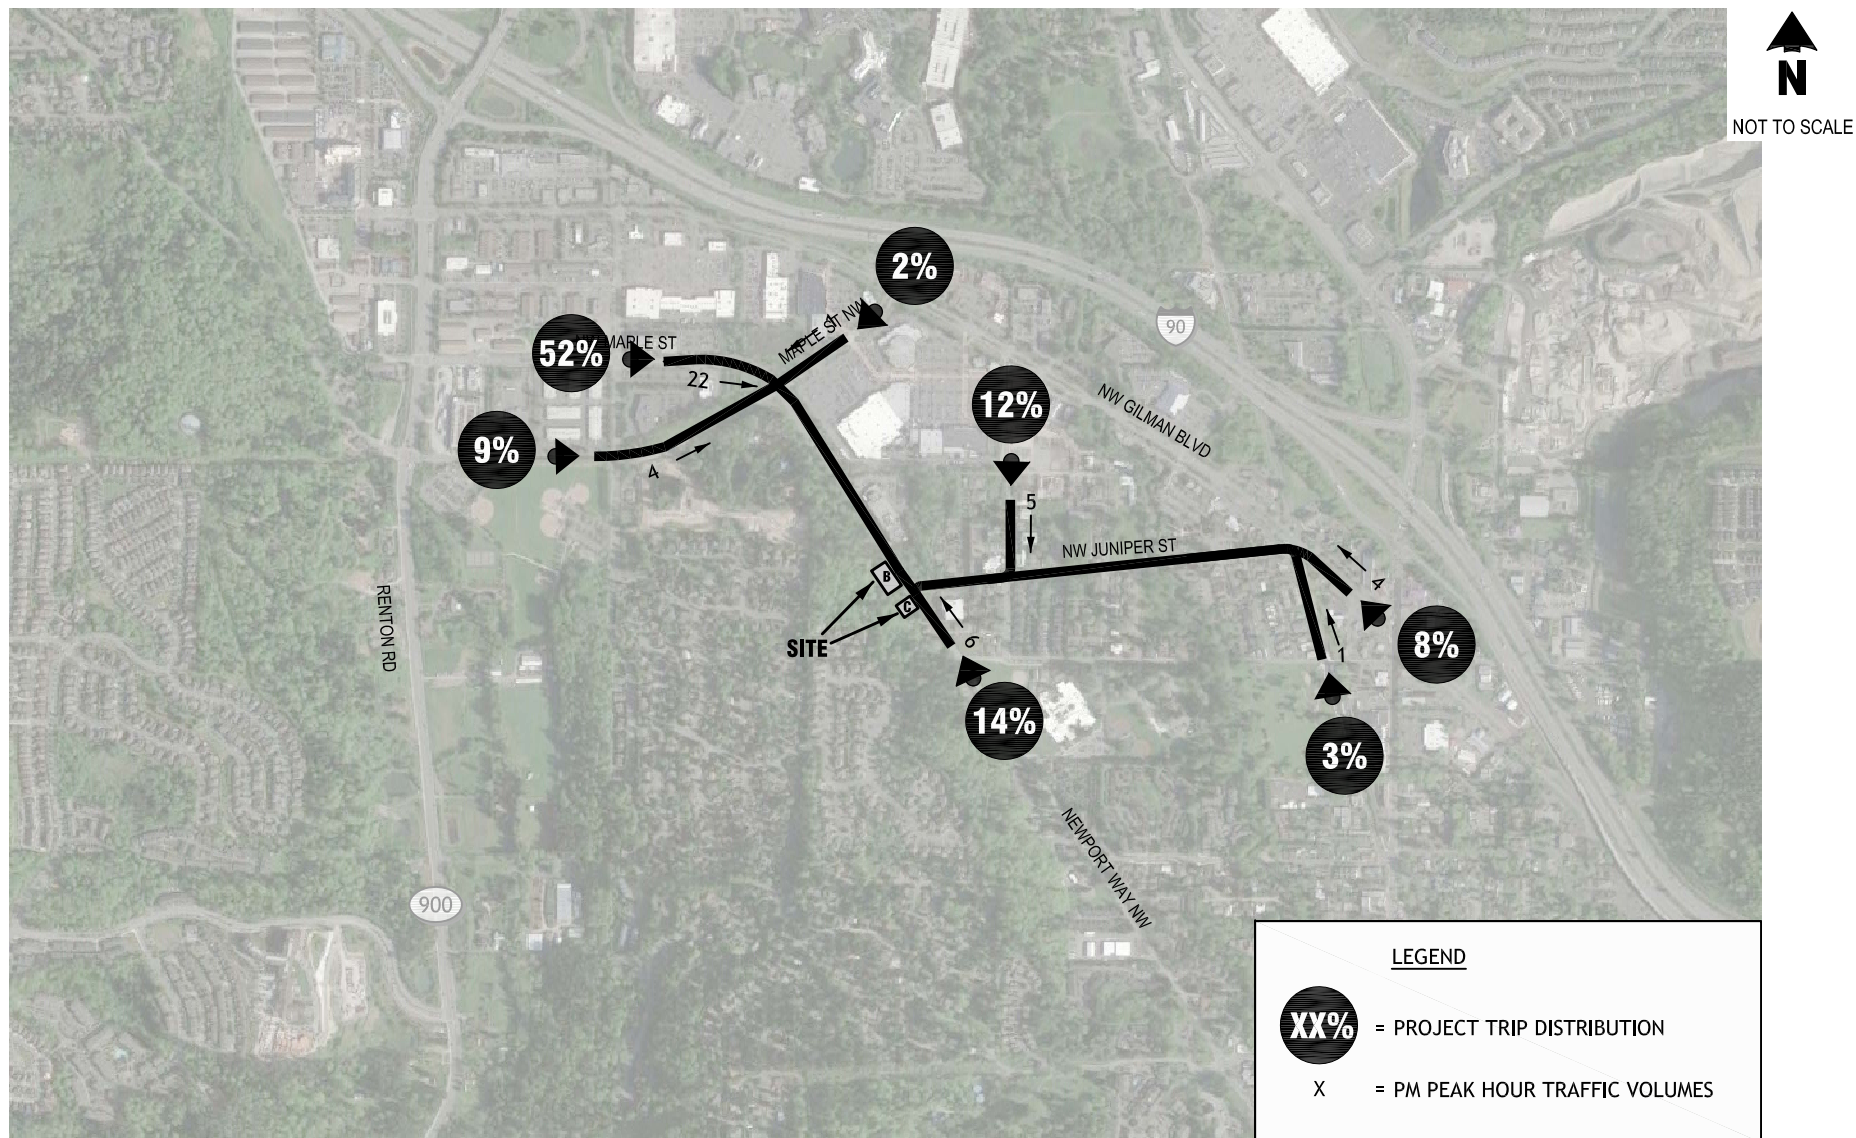 N
NOT TO SCALE
2%
MAPLE ST NW
90
52%
MAPLE ST
22
12%
NW GILMAN BLVD
9%
4
5
NW JUNIPER ST
4
B
C
RENTON RD
SITE
6
1
8%
14%
3%
NEWPORT WAY NW
900
LEGEND
XX% = PROJECT TRIP DISTRIBUTION
X = PM PEAK HOUR TRAFFIC VOLUMES